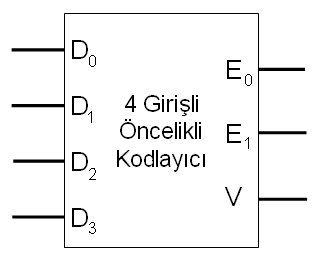 D₀
D₁
D₂
D₃
4 Girişli
Öncelikli
Kodlayıcı
E₀
E₁
V